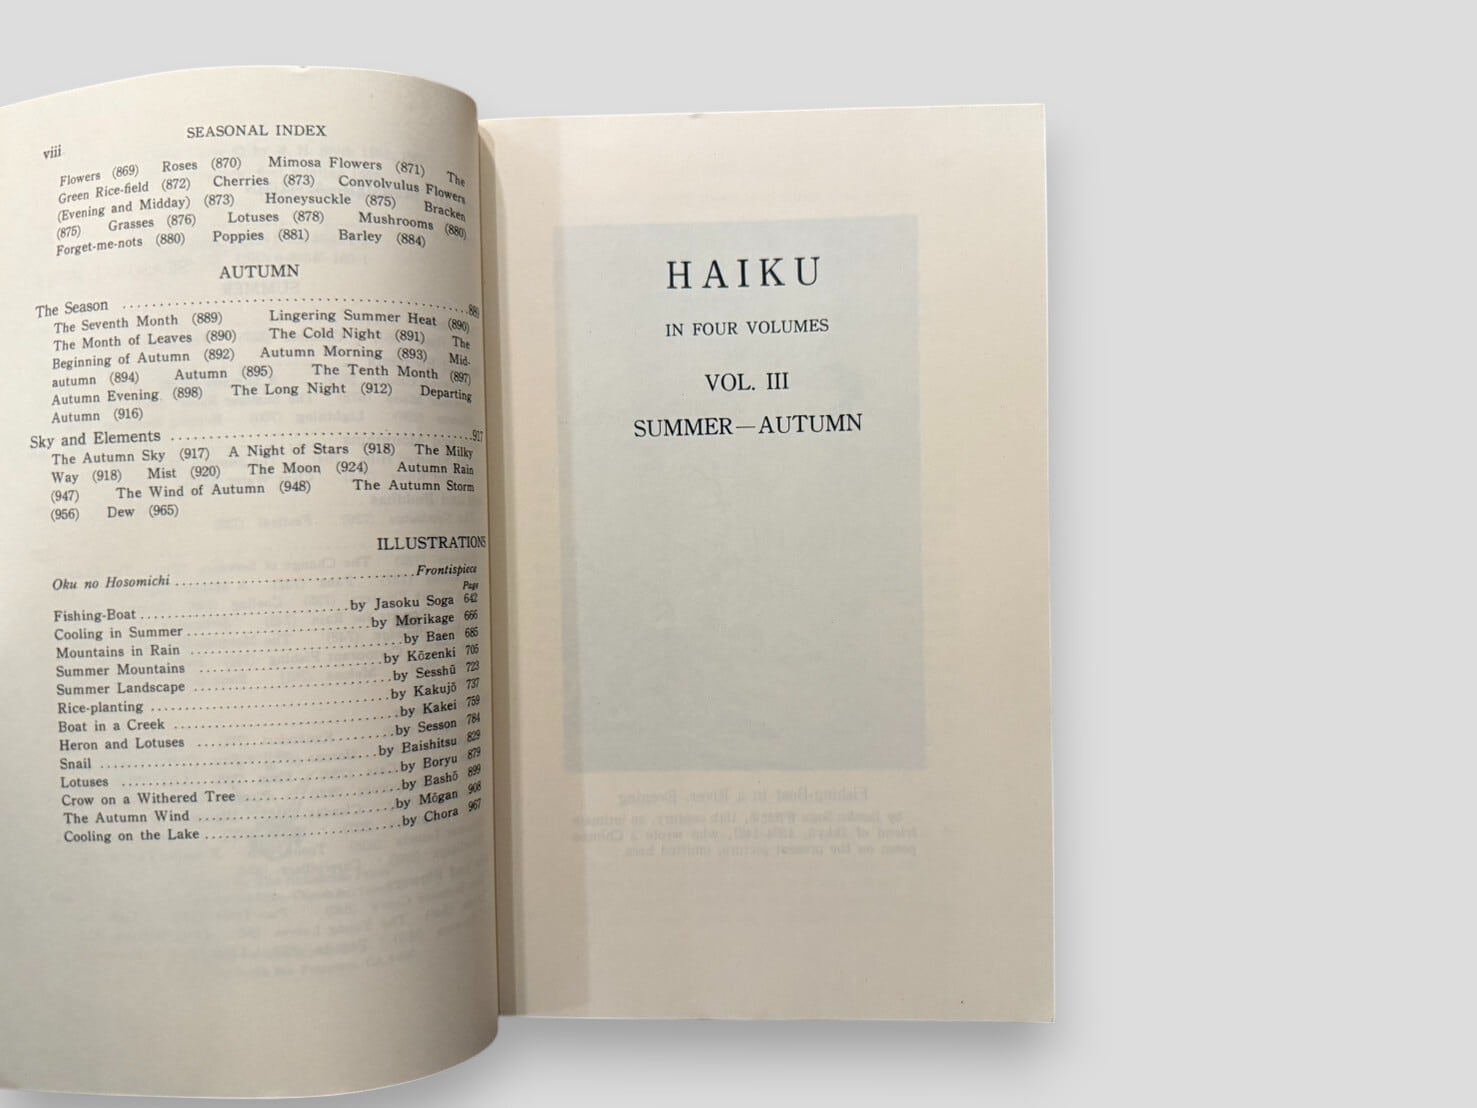 SEASONAL INDEX
viii
Flowers (869) Roses (870) Mimosa Flowers (871) The
Green Rice-field (872) Cherries (873) Convolvulus Flowers
(Evening and Midday) (873) Honeysuckle (875) Bracken
(875) Grasses (876) Lotuses (878) Mushrooms (880)
Forget-me-nots (880) Poppies (881) Barley (884)
AUTUMN
The Season ........................................889
The Seventh Month (889) Lingering Summer Heat (890)
The Month of Leaves (890) The Cold Night (891) The
Beginning of Autumn (892) Autumn Morning (893) Mid-
autumn (894) Autumn (895) The Tenth Month (897)
Autumn Evening (898) The Long Night (912) Departing
Autumn (916)
Sky and Elements ........................................917
The Autumn Sky (917) A Night of Stars (918) The Milky
Way (918) Mist (920) The Moon (924) Autumn Rain
(947) The Wind of Autumn (948) The Autumn Storm
(956) Dew (965)
ILLUSTRATIONS
Oku no Hosomichi ................................Frontispiece
Page
Fishing-Boat ............................by Jasoku Soga 642
Cooling in Summer .........................by Morikage 666
Mountains in Rain .............................by Baen 685
Summer Mountains .........................by Kōzenki 705
Summer Landscape ...........................by Sesshū 723
Rice-planting ................................by Kakujō 737
Boat in a Creek ..............................by Kakei 759
Heron and Lotuses ...........................by Sesson 784
Snail .....................................by Baishitsu 829
Lotuses .....................................by Boryu 879
Crow on a Withered Tree .....................by Bashō 899
The Autumn Wind ............................by Mōgan 908
Cooling on the Lake ..........................by Chora 967
HAIKU
IN FOUR VOLUMES
VOL. III
SUMMER—AUTUMN